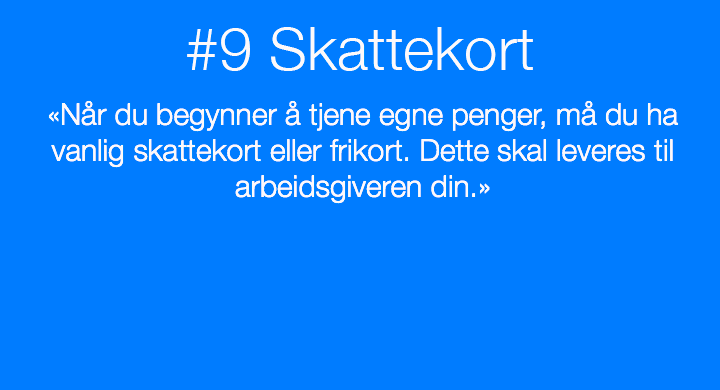 #9 Skattekort
«Når du begynner å tjene egne penger, må du ha
vanlig skattekort eller frikort. Dette skal leveres til
arbeidsgiveren din.»